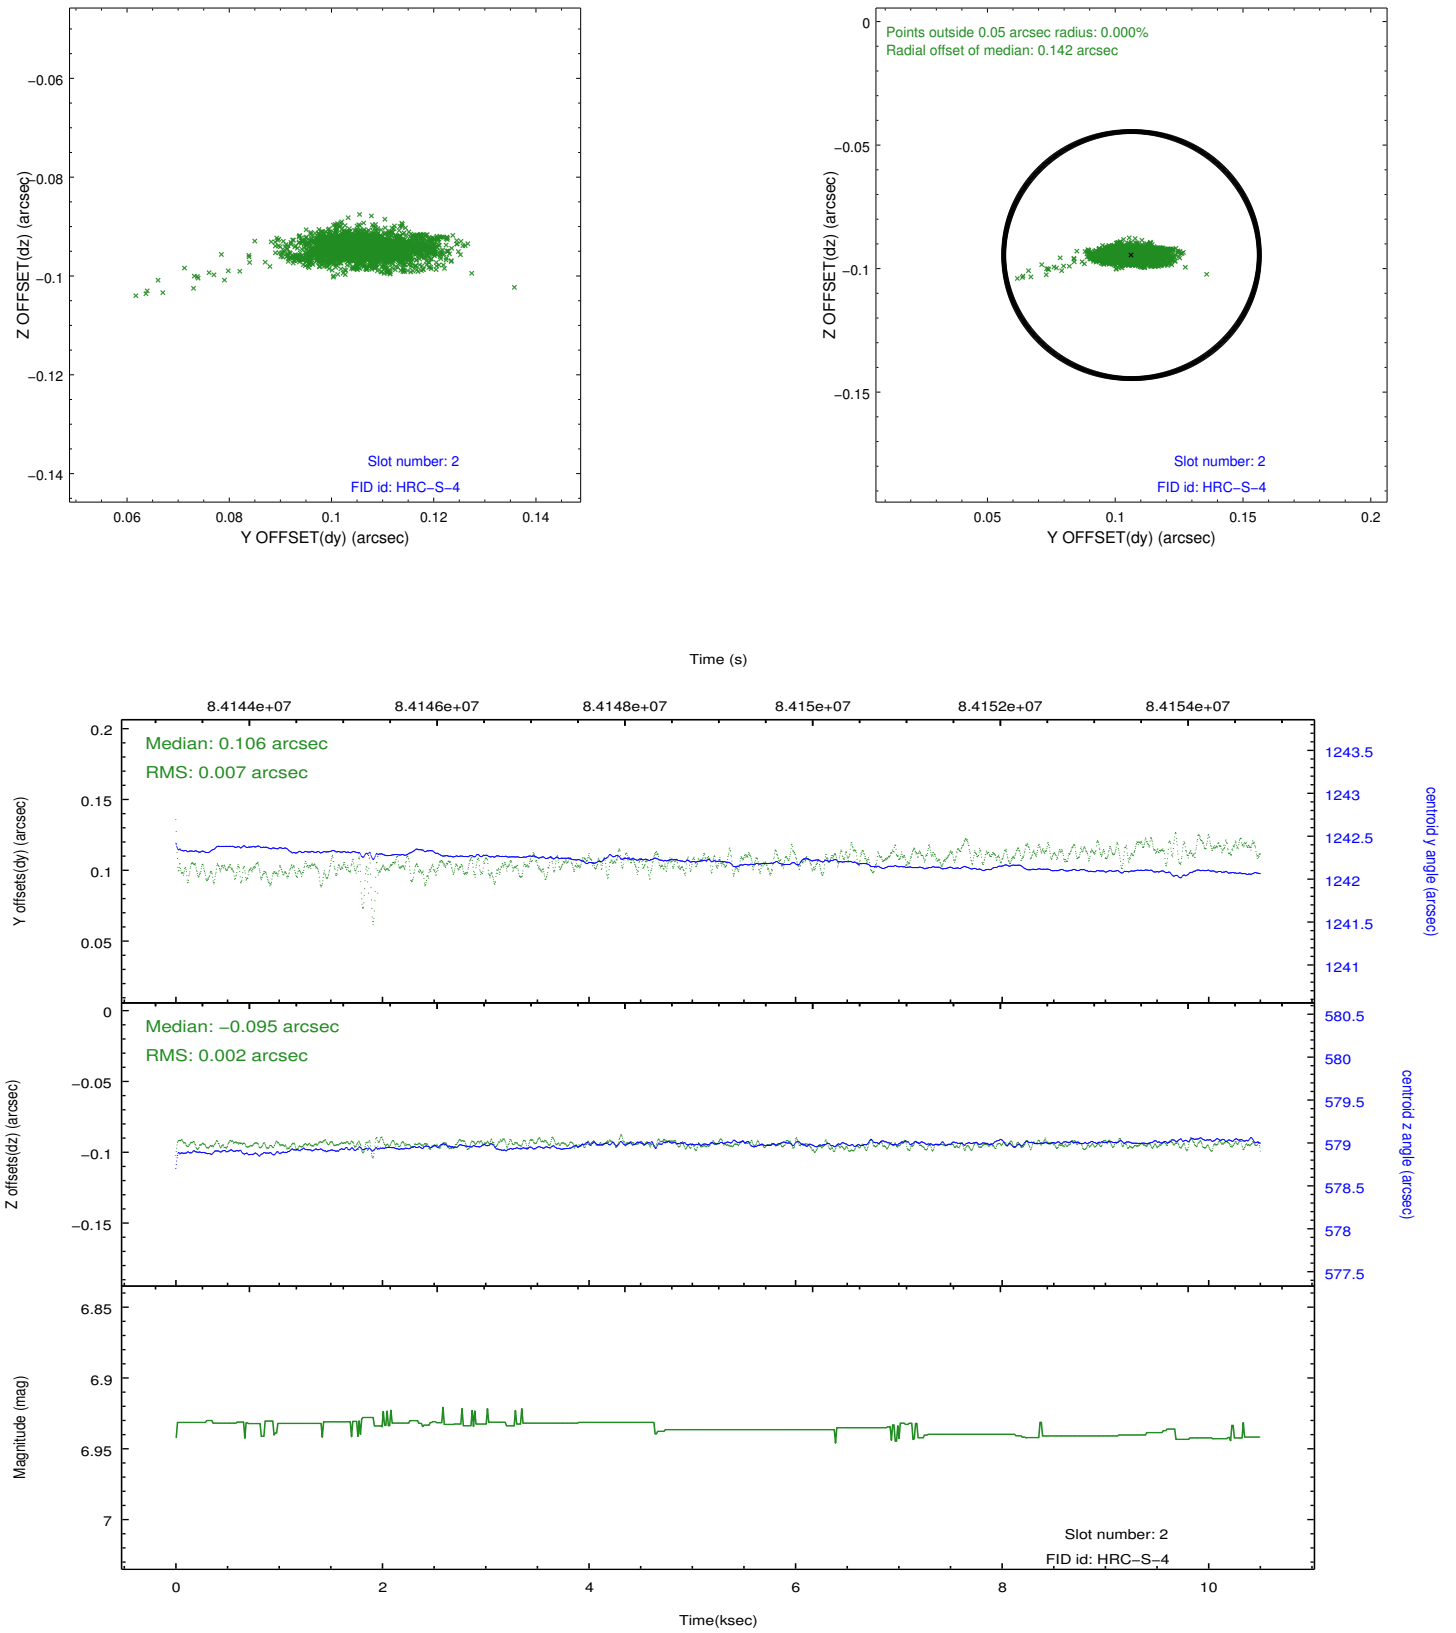 −0.06
−0.08
−0.1
−0.12
−0.14
Z OFFSET(dz) (arcsec)
Slot number: 2
FID id: HRC−S−4
0.06
0.08
0.1
0.12
0.14
Y OFFSET(dy) (arcsec)
Points outside 0.05 arcsec radius: 0.000%
Radial offset of median: 0.142 arcsec
0
−0.05
−0.1
−0.15
Z OFFSET(dz) (arcsec)
Slot number: 2
FID id: HRC−S−4
0.05
0.1
0.15
0.2
Y OFFSET(dy) (arcsec)
Time (s)
8.4144e+07
8.4146e+07
8.4148e+07
8.415e+07
8.4152e+07
8.4154e+07
Median: 0.106 arcsec
RMS: 0.007 arcsec
0.2
0.15
0.1
0.05
Y offsets(dy) (arcsec)
1243.5
1243
1242.5
1242
1241.5
1241
centroid y angle (arcsec)
Median: −0.095 arcsec
RMS: 0.002 arcsec
0
−0.05
−0.1
−0.15
Z offsets(dz) (arcsec)
580.5
580
579.5
579
578.5
578
577.5
centroid z angle (arcsec)
6.85
6.9
6.95
7
Magnitude (mag)
Slot number: 2
FID id: HRC−S−4
0
2
4
6
8
10
Time(ksec)